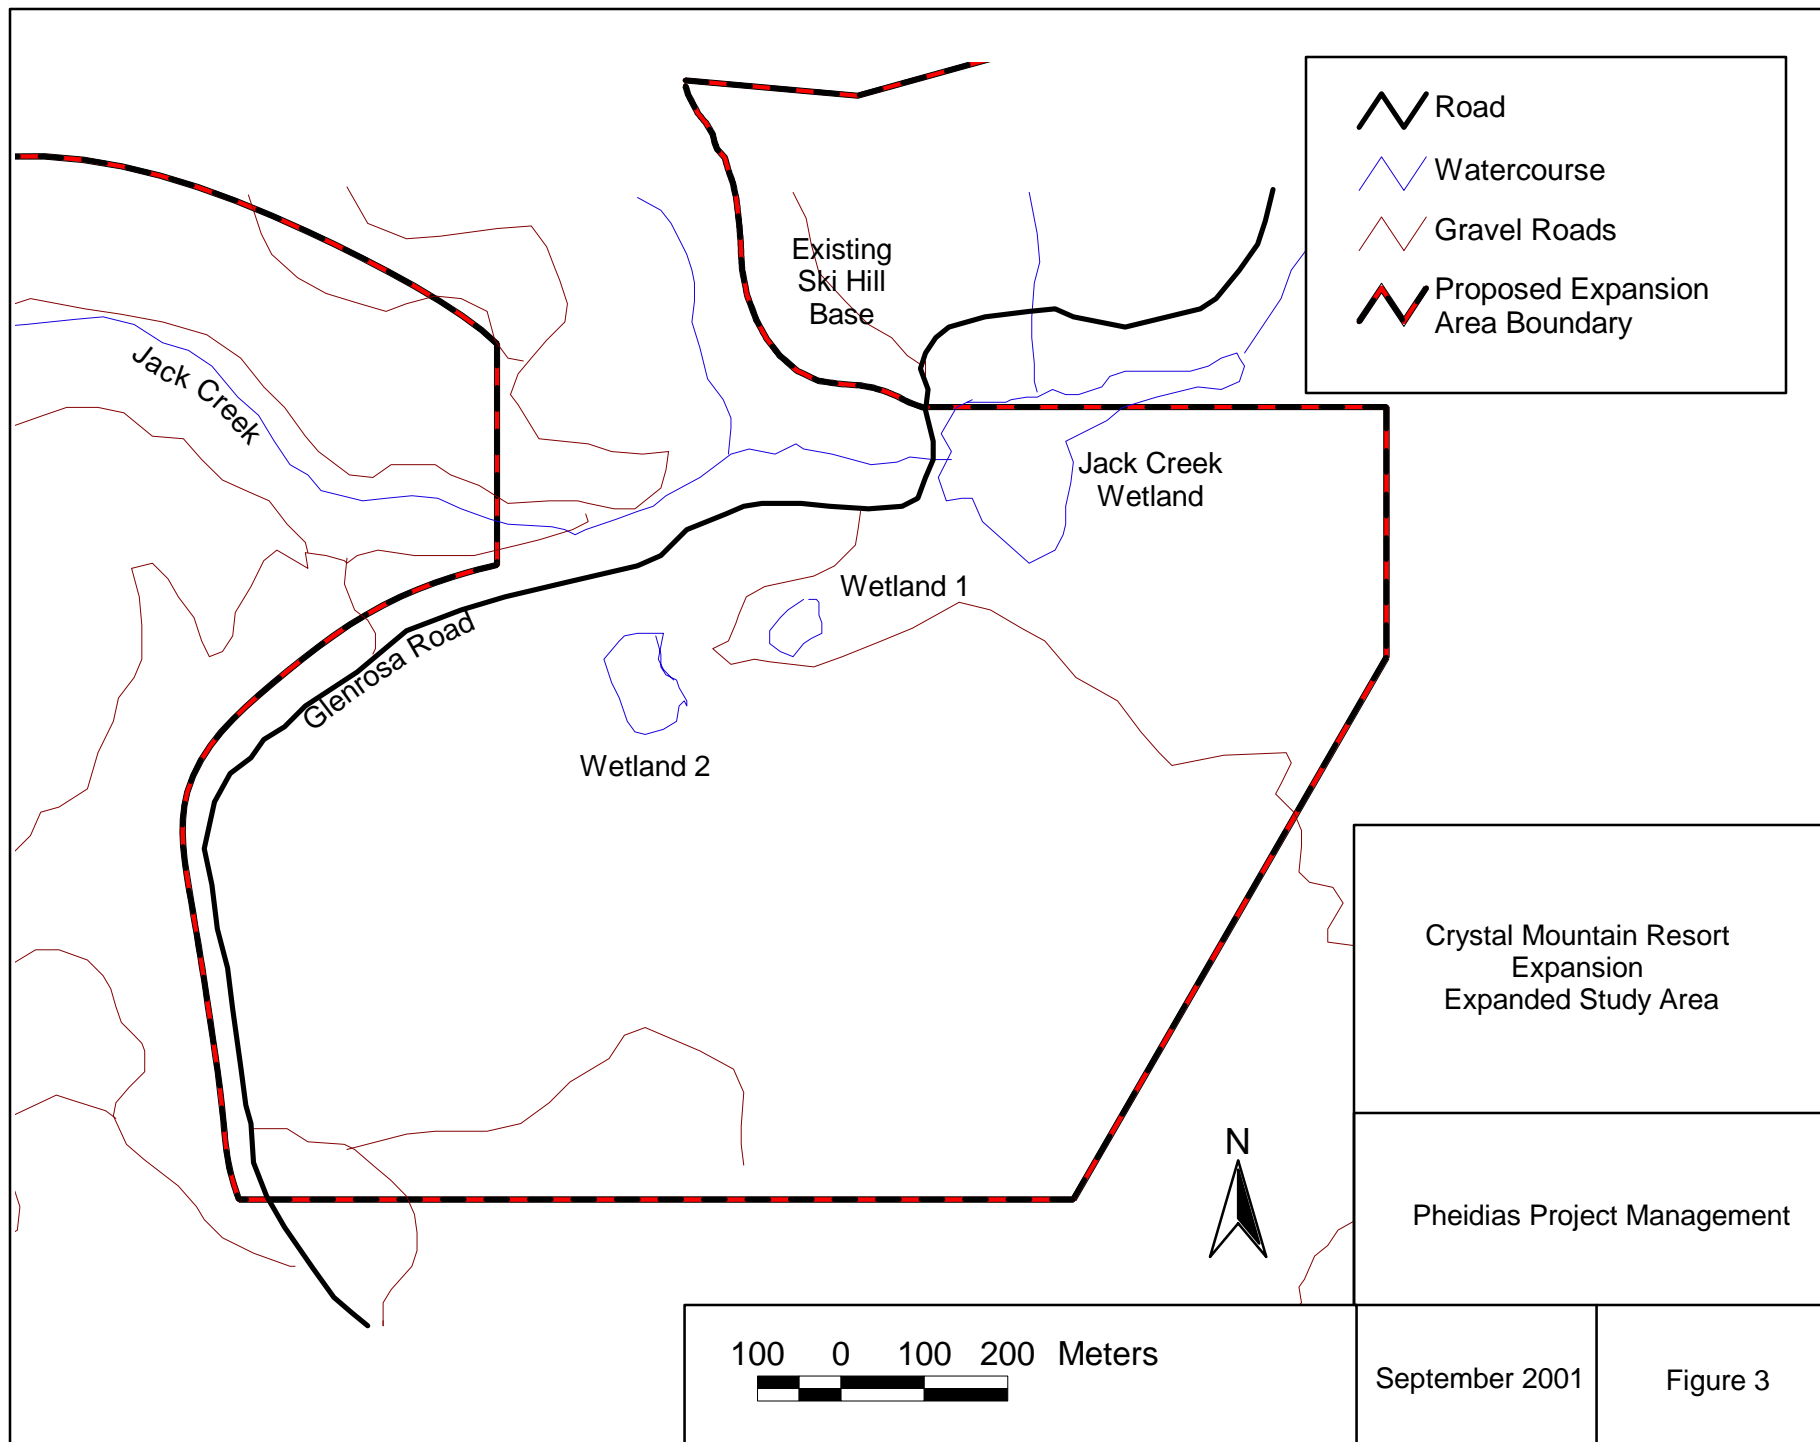 Road
Watercourse
Gravel Roads
Proposed Expansion
Area Boundary
Existing
Ski Hill
Base
Jack Creek
Jack Creek
Wetland
Wetland 1
Glenrosa Road
Wetland 2
Crystal Mountain Resort
Expansion
Expanded Study Area
N
Pheidias Project Management
100 0 100 200 Meters
September 2001
Figure 3